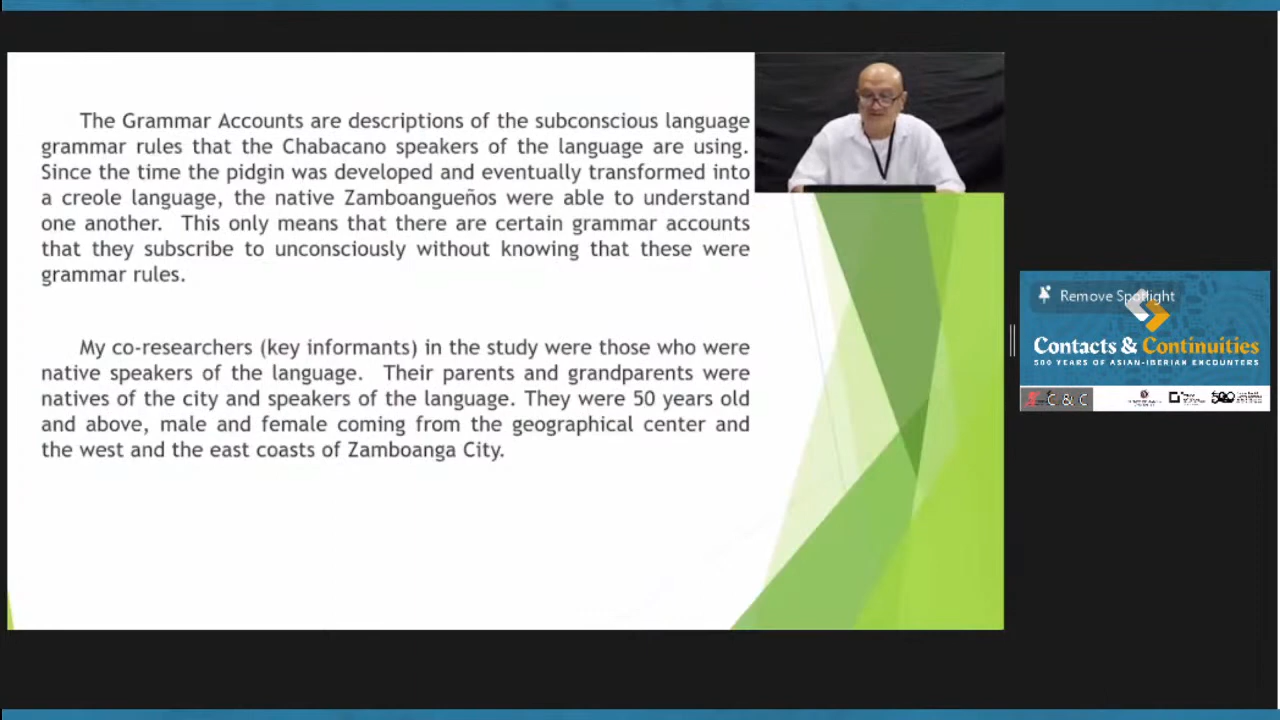 The Grammar Accounts are descriptions of the subconscious language
grammar rules that the Chabacano speakers of the language are using.
Since the time the pidgin was developed and eventually transformed into
a creole language, the native Zamboangueños were able to understand
one another. This only means that there are certain grammar accounts
that they subscribe to unconsciously without knowing that these were
grammar rules.
My co-researchers (key informants) in the study were those who were
native speakers of the language. Their parents and grandparents were
natives of the city and speakers of the language. They were 50 years old
and above, male and female coming from the geographical center and
the west and the east coasts of Zamboanga City.
Remove Spotlight
Contacts & Continuities
500 YEARS OF ASIAN-IBERIAN ENCOUNTERS
C & C